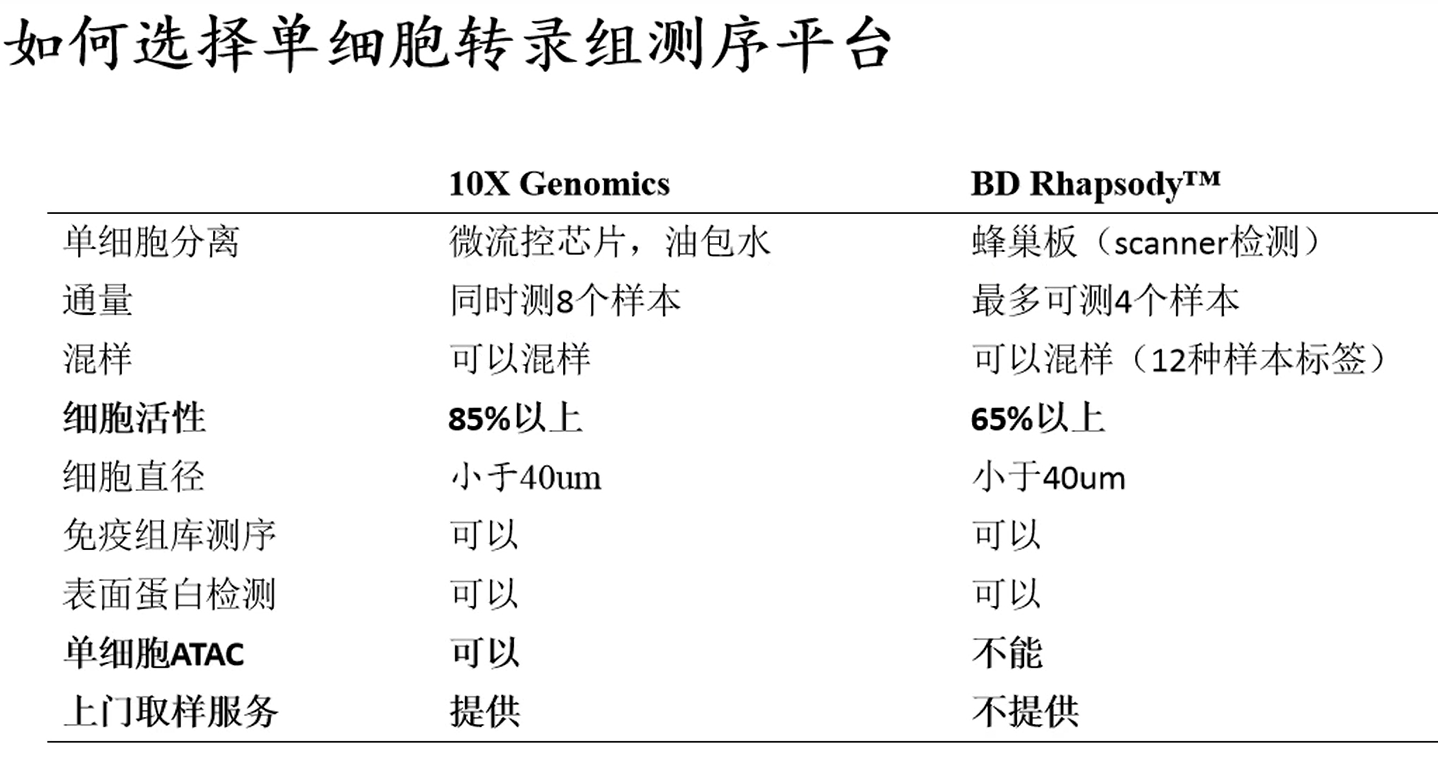 如何选择单细胞转录组测序平台
10X Genomics BD Rhapsody™
单细胞分离 微流控芯片，油包水 蜂巢板（scanner检测）
通量 同时测8个样本 最多可测4个样本
混样 可以混样 可以混样（12种样本标签）
细胞活性 85%以上 65%以上
细胞直径 小于40um 小于40um
免疫组库测序 可以 可以
表面蛋白检测 可以 可以
单细胞ATAC 可以 不能
上门取样服务 提供 不提供